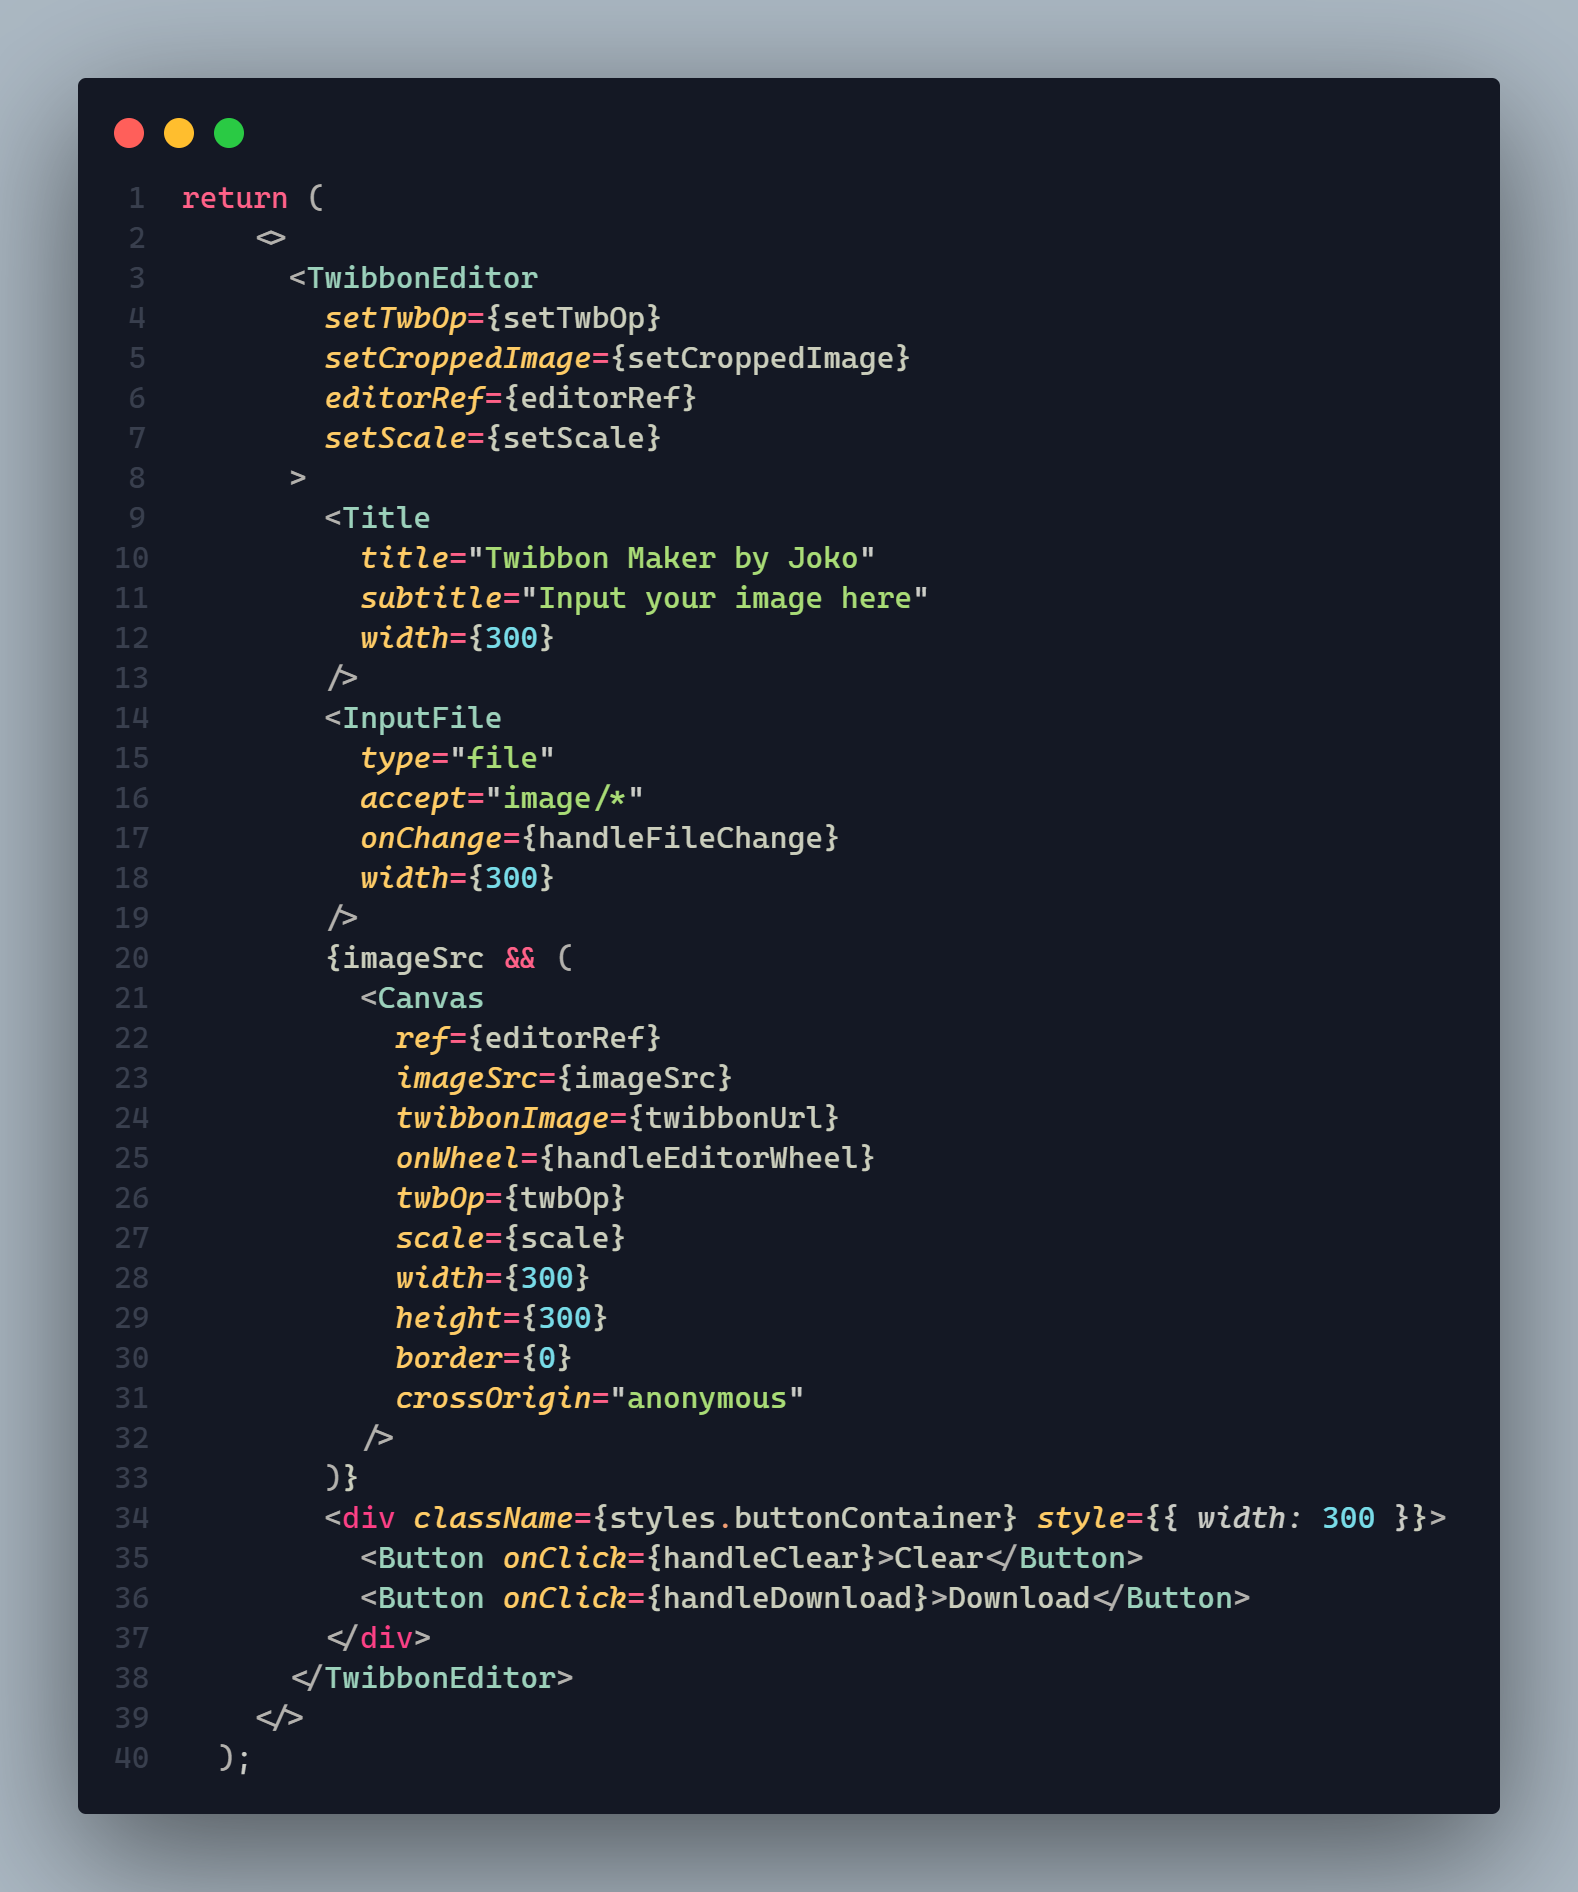 1 return (
2 <>
3 <TwibbonEditor
4 setTwbOp={setTwbOp}
5 setCroppedImage={setCroppedImage}
6 editorRef={editorRef}
7 setScale={setScale}
8 >
9 <Title
10 title="Twibbon Maker by Joko"
11 subtitle="Input your image here"
12 width={300}
13 />
14 <InputFile
15 type="file"
16 accept="image/*"
17 onChange={handleFileChange}
18 width={300}
19 />
20 {imageSrc && (
21 <Canvas
22 ref={editorRef}
23 imageSrc={imageSrc}
24 twibbonImage={twibbonUrl}
25 onWheel={handleEditorWheel}
26 twbOp={twbOp}
27 scale={scale}
28 width={300}
29 height={300}
30 border={0}
31 crossOrigin="anonymous"
32 />
33 )}
34 <div className={styles.buttonContainer} style={{ width: 300 }}>
35 <Button onClick={handleClear}>Clear</Button>
36 <Button onClick={handleDownload}>Download</Button>
37 </div>
38 </TwibbonEditor>
39 </>
40 );